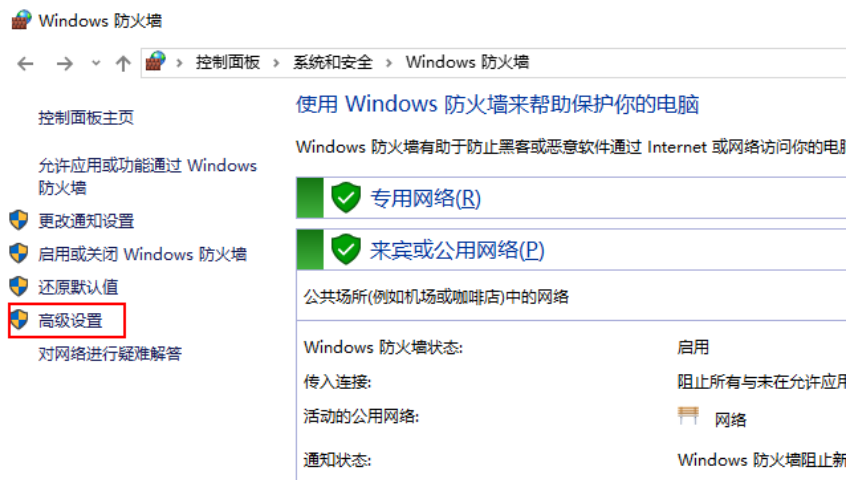 Windows 防火墙
控制面板 › 系统和安全 › Windows 防火墙
控制面板主页
允许应用或功能通过 Windows
防火墙
更改通知设置
启用或关闭 Windows 防火墙
还原默认值
高级设置
对网络进行疑难解答
使用 Windows 防火墙来帮助保护你的电脑
Windows 防火墙有助于防止黑客或恶意软件通过 Internet 或网络访问你的电脑
专用网络(R)
来宾或公用网络(P)
公共场所(例如机场或咖啡店)中的网络
Windows 防火墙状态: 启用
传入连接: 阻止所有与未在允许应用
活动的公用网络: 网络
通知状态: Windows 防火墙阻止新